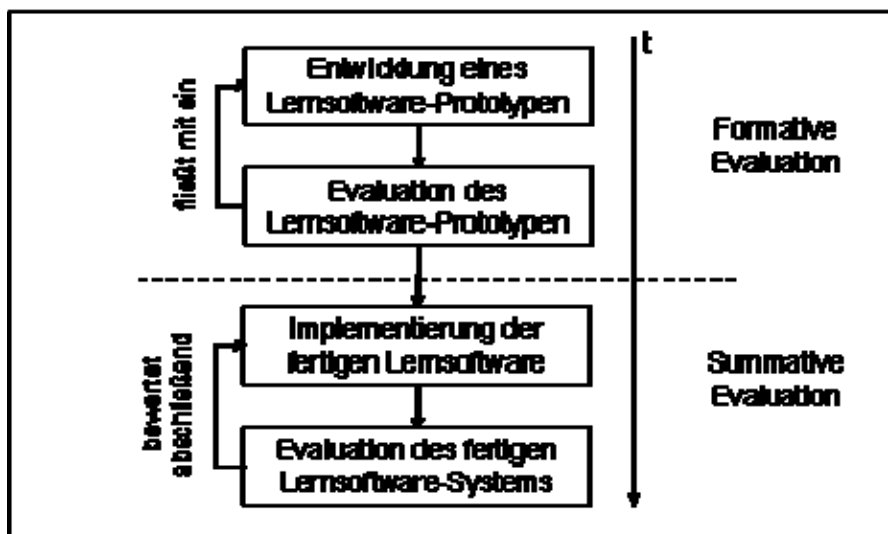 Entwicklung eines
Lernsoftware-Prototypen
t
fließt mit ein
Formative
Evaluation
Evaluation des
Lernsoftware-Prototypen
Implementierung der
fertigen Lernsoftware
bewertet
abschließend
Summative
Evaluation
Evaluation des fertigen
Lernsoftware-Systems